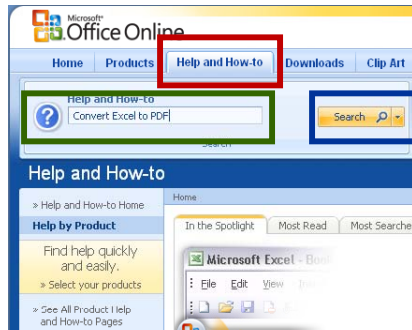 Microsoft®
Office Online
Home Products Help and How-to Downloads Clip Art
Help and How-to
Convert Excel to PDF
Search
Search
Help and How-to
» Help and How-to Home
Home
Help by Product
In the Spotlight Most Read Most Searche
Find help quickly
and easily.
» Select your products
Microsoft Excel - Boo
File Edit View
» See All Product Help
and How-to Pages